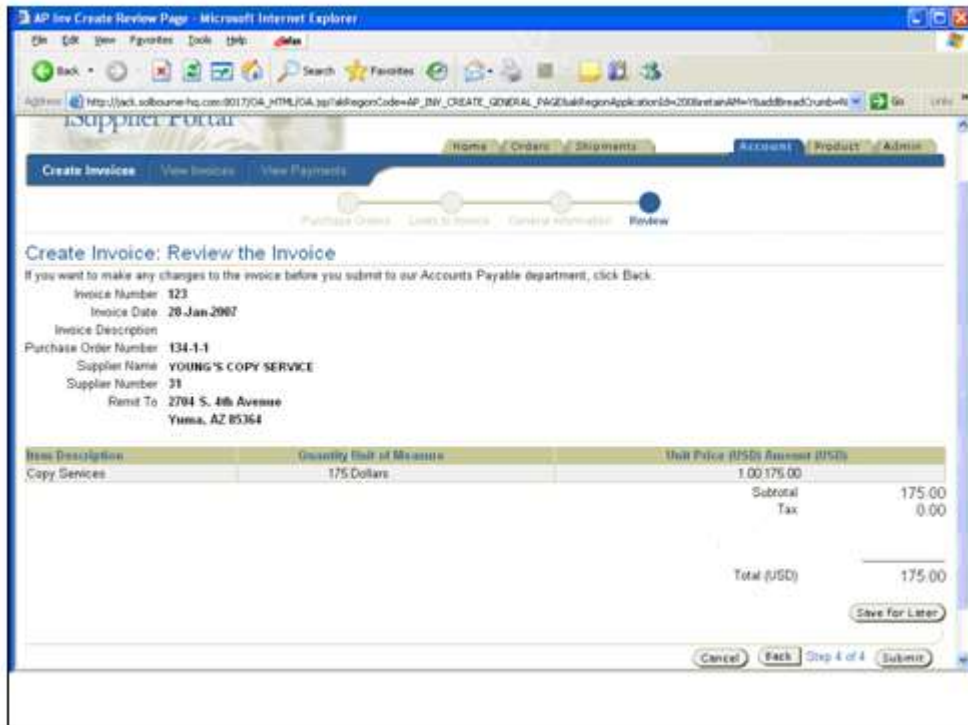 AP Inv Create Review Page - Microsoft Internet Explorer
File Edit View Favorites Tools Help
Back Search Favorites
Address Go Links
iSupplier Portal
Home Orders Shipments Account Product Admin
Create Invoices View Invoices View Payments
Purchase Orders General Information Review
Create Invoice: Review the Invoice
If you want to make any changes to the invoice before you submit to our Accounts Payable department, click Back.
Invoice Number 123
Invoice Date 28-Jan-2007
Invoice Description
Purchase Order Number 134-1-1
Supplier Name YOUNG'S COPY SERVICE
Supplier Number 31
Remit To 2704 S. 4th Avenue
Yuma, AZ 85364
Item Description Quantity Unit of Measure Unit Price (USD) Amount (USD)
Copy Services 175 Dollars 1.00 175.00
Subtotal 175.00
Tax 0.00
Total (USD) 175.00
Save For Later
Cancel Back Step 4 of 4 Submit